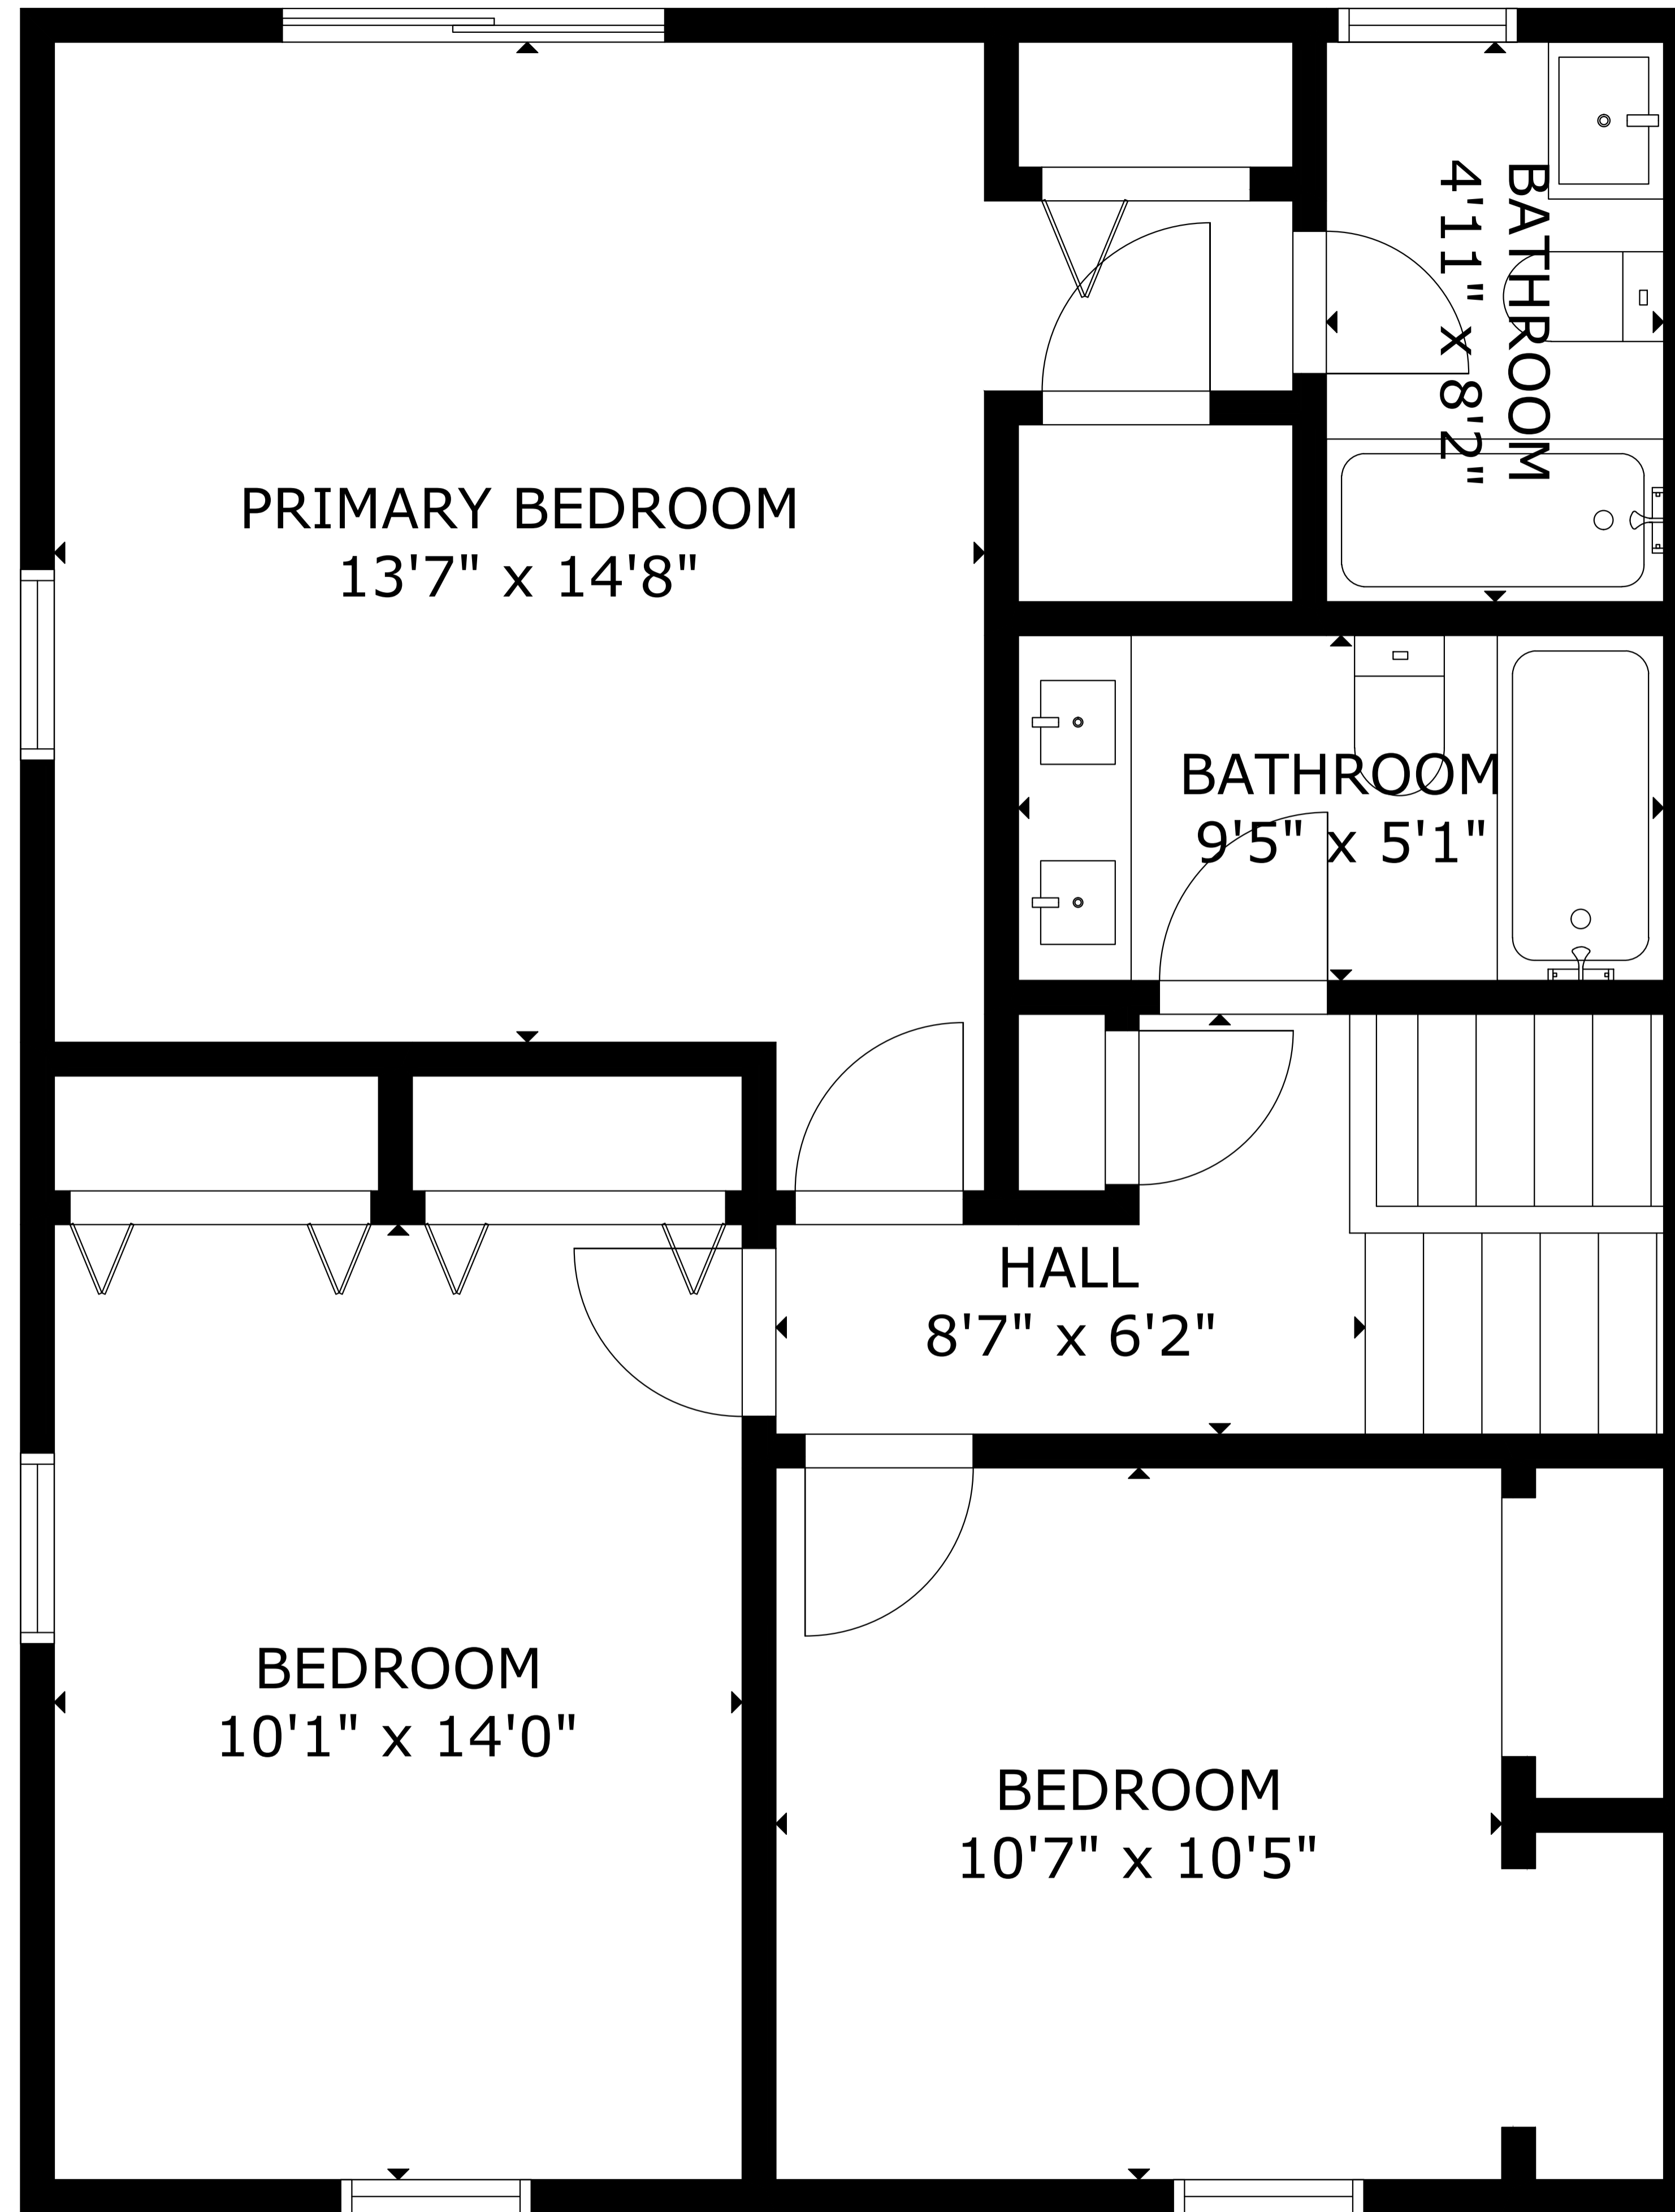 BATHROOM
4'11" x 8'2"
PRIMARY BEDROOM
13'7" x 14'8"
BATHROOM
9'5" x 5'1"
HALL
8'7" x 6'2"
BEDROOM
10'1" x 14'0"
BEDROOM
10'7" x 10'5"